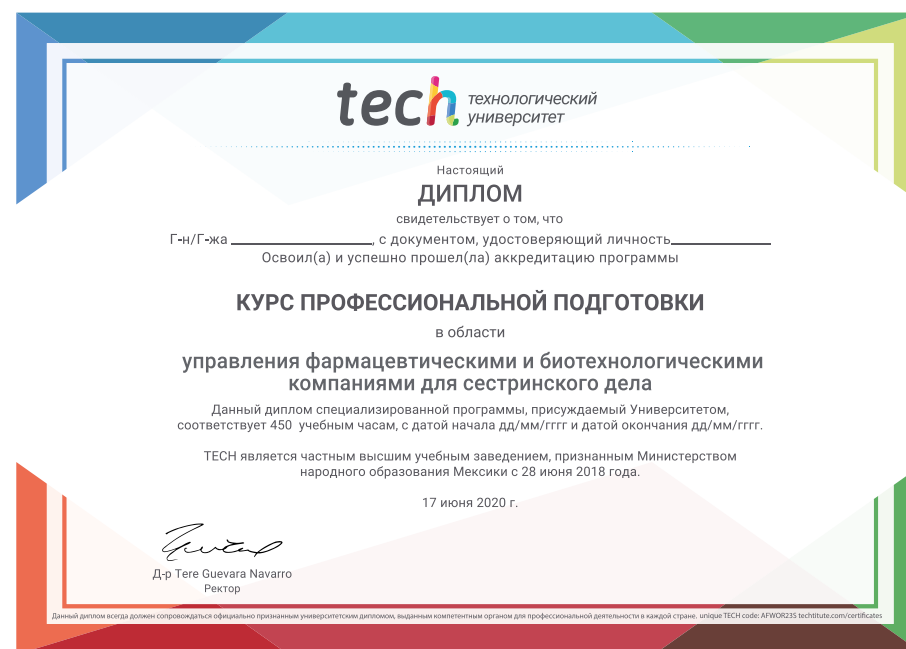 tech технологический
университет
Настоящий
ДИПЛОМ
свидетельствует о том, что
Г-н/Г-жа ____________________, с документом, удостоверяющий личность______________
Освоил(а) и успешно прошел(ла) аккредитацию программы
КУРС ПРОФЕССИОНАЛЬНОЙ ПОДГОТОВКИ
в области
управления фармацевтическими и биотехнологическими
компаниями для сестринского дела
Данный диплом специализированной программы, присуждаемый Университетом,
соответствует 450 учебным часам, с датой начала дд/мм/гггг и датой окончания дд/мм/гггг.
TECH является частным высшим учебным заведением, признанным Министерством
народного образования Мексики с 28 июня 2018 года.
17 июня 2020 г.
Д-р Tere Guevara Navarro
Ректор
Данный диплом всегда должен сопровождаться официально признанным университетским дипломом, выданным компетентным органом для профессиональной деятельности в каждой стране. unique TECH code: AFWOR235 techtitute.com/certificates